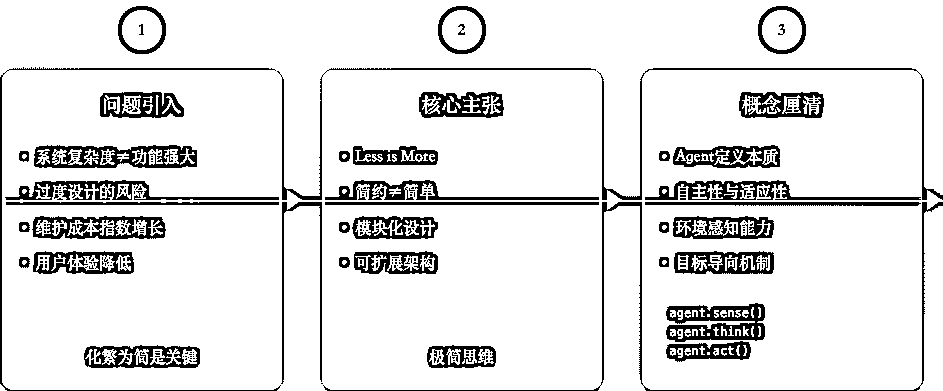 1
问题引入
系统复杂度≠功能强大
过度设计的风险
维护成本指数增长
用户体验降低
化繁为简是关键
2
核心主张
Less is More
简约≠简单
模块化设计
可扩展架构
极简思维
3
概念厘清
Agent定义本质
自主性与适应性
环境感知能力
目标导向机制
agent.sense()
agent.think()
agent.act()